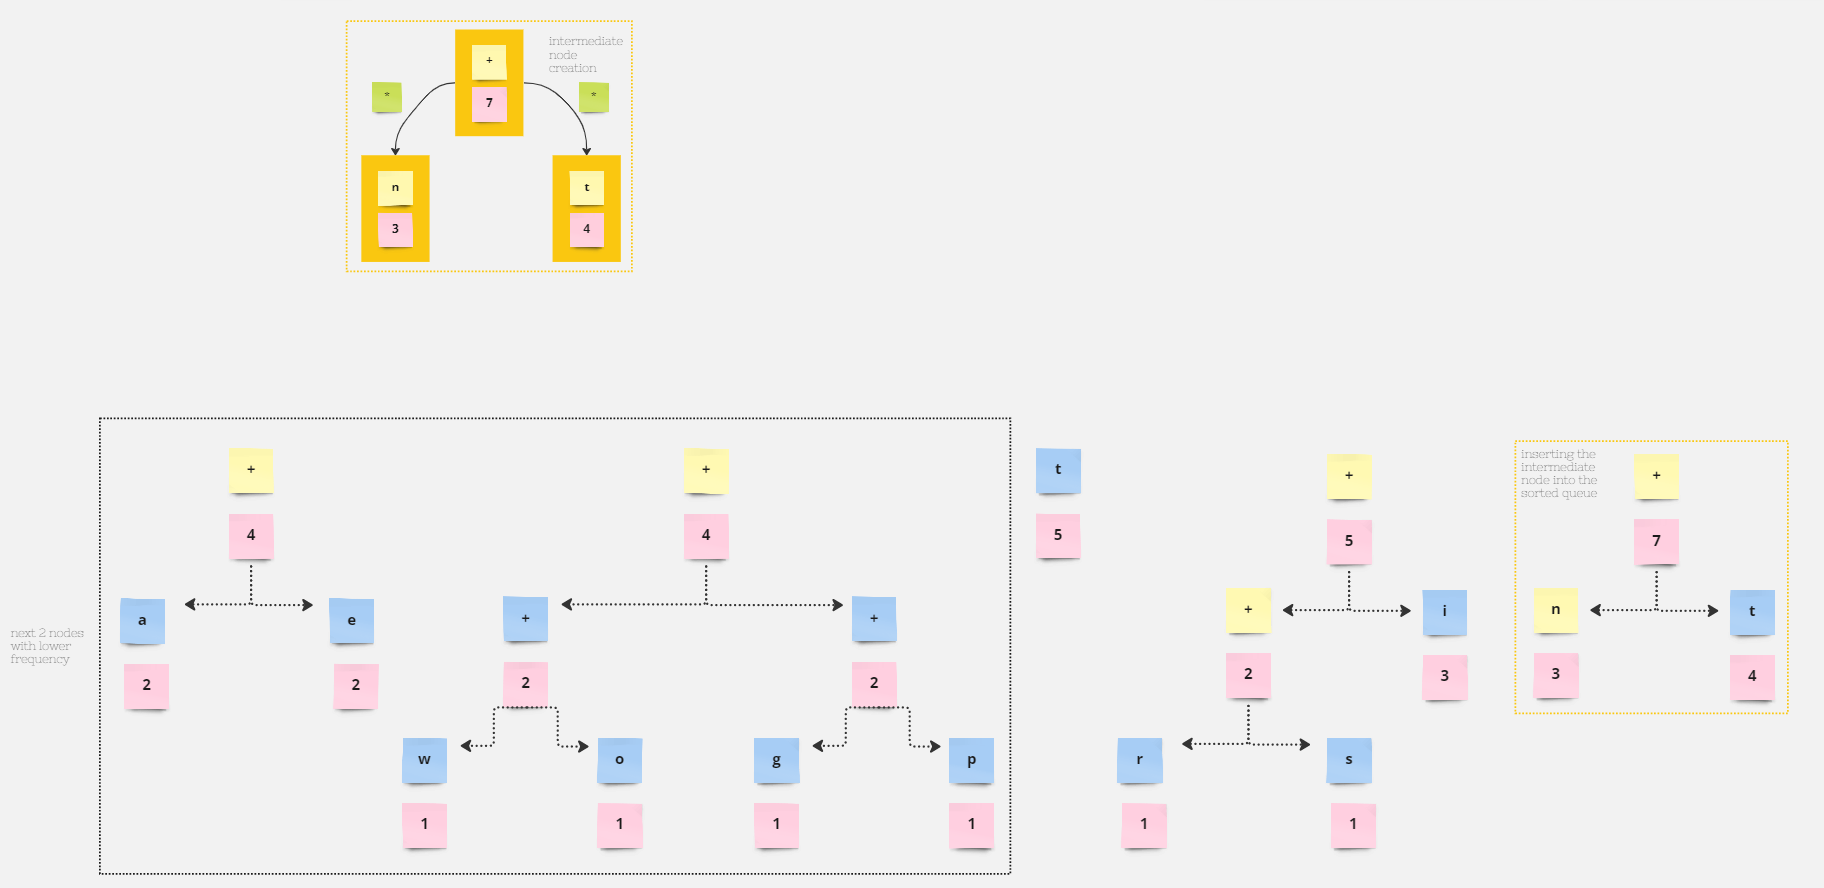 intermediate
node
creation
+
*
*
7
n
t
3
4
inserting the
intermediate
node into the
sorted queue
+
+
t
+
+
4
4
5
5
7
a
e
+
+
+
i
n
t
next 2 nodes
with lower
frequency
2
2
2
2
2
3
3
4
w
o
g
p
r
s
1
1
1
1
1
1